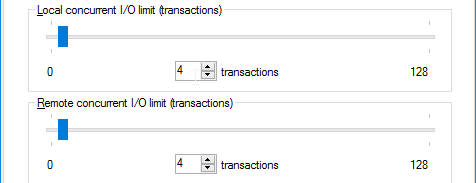 Local concurrent I/O limit (transactions)
0 4 transactions 128
Remote concurrent I/O limit (transactions)
0 4 transactions 128